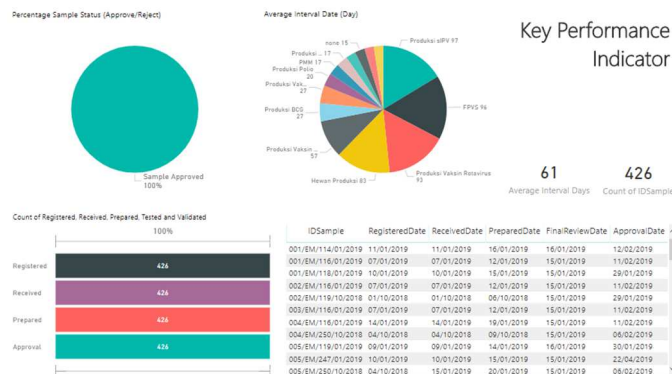 Percentage Sample Status (Approve/Reject)
Sample Approved
100%
Average Interval Date (Day)
none 15
Produksi sIPV 97
Produksi ... 17
PMM 17
Produksi Polio
20
Produksi Vak...
27
Produksi BCG
27
FPVS 96
Produksi Vaksin ...
57
Hewan Produksi 83
Produksi Vaksin Rotavirus
93
Key Performance
Indicator
61
Average Interval Days
426
Count of IDSample
Count of Registered, Received, Prepared, Tested and Validated
100%
Registered 426
Received 426
Prepared 426
Approval 426
IDSample RegisteredDate ReceivedDate PreparedDate FinalReviewDate ApprovalDate
001/EM/114/01/2019 11/01/2019 11/01/2019 16/01/2019 16/01/2019 12/02/2019
001/EM/116/01/2019 07/01/2019 07/01/2019 12/01/2019 15/01/2019 11/02/2019
001/EM/118/01/2019 10/01/2019 10/01/2019 15/01/2019 15/01/2019 29/01/2019
002/EM/116/01/2019 07/01/2019 07/01/2019 12/01/2019 15/01/2019 11/02/2019
002/EM/119/10/2018 01/10/2018 01/10/2018 06/10/2018 15/01/2019 29/01/2019
003/EM/116/01/2019 07/01/2019 07/01/2019 12/01/2019 15/01/2019 11/02/2019
004/EM/116/01/2019 14/01/2019 14/01/2019 19/01/2019 15/01/2019 11/02/2019
004/EM/250/10/2018 04/10/2018 04/10/2018 09/10/2018 15/01/2019 06/02/2019
005/EM/119/01/2019 09/01/2019 09/01/2019 14/01/2019 16/01/2019 30/01/2019
005/EM/247/01/2019 10/01/2019 10/01/2019 15/01/2019 15/01/2019 22/04/2019
005/EM/250/10/2018 04/10/2018 15/01/2019 20/01/2019 15/01/2019 06/02/2019